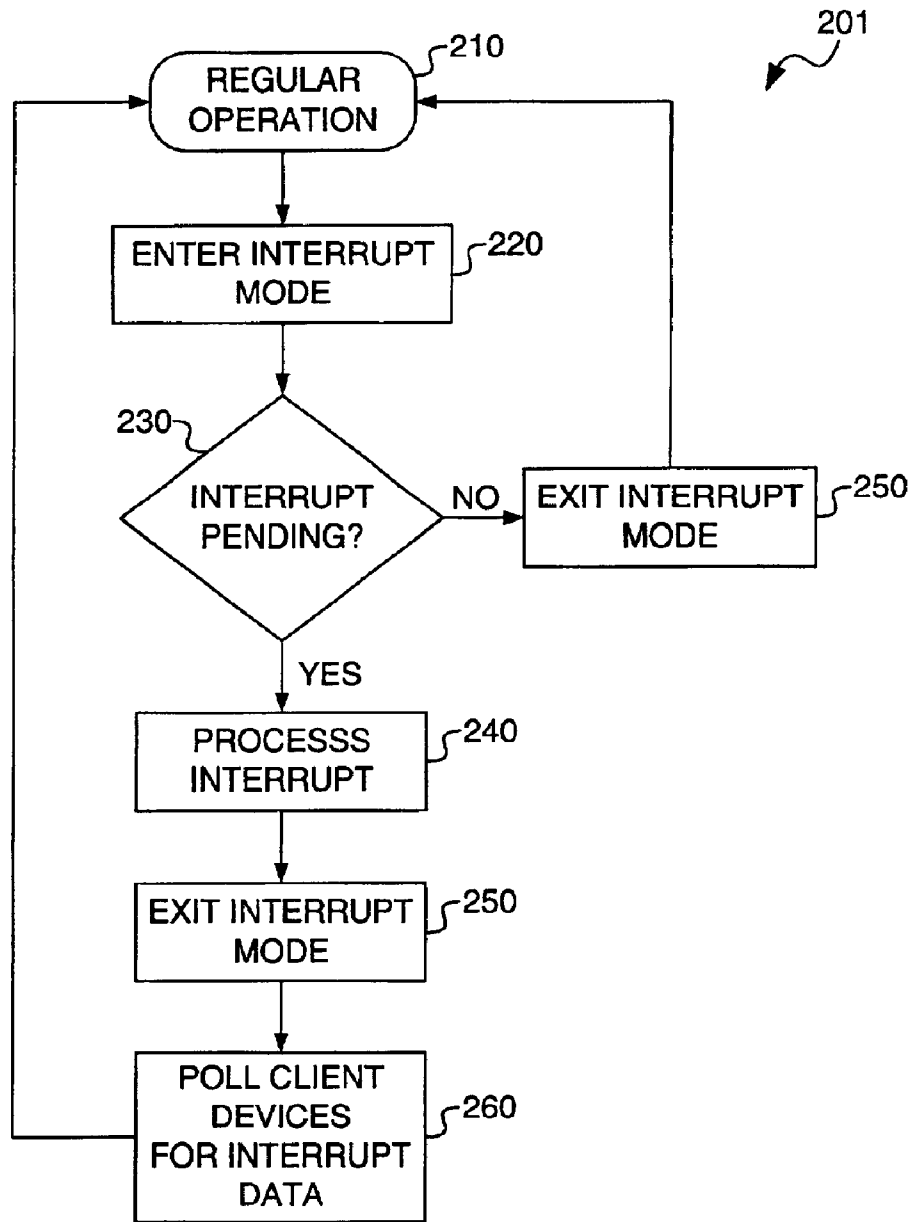 201
REGULAR
OPERATION
210
ENTER INTERRUPT
MODE
220
230
INTERRUPT
PENDING?
NO
EXIT INTERRUPT
MODE
250
YES
PROCESSS
INTERRUPT
240
EXIT INTERRUPT
MODE
250
POLL CLIENT
DEVICES
FOR INTERRUPT
DATA
260